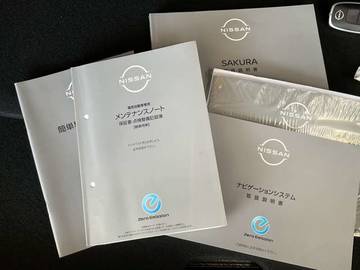 NISSAN
SAKURA
取扱説明書
NISSAN
簡単
NISSAN
電気自動車専用
メンテナンスノート
保証書・点検整備記録簿
Zero Emission
NISSAN
ナビゲーションシステム
取扱説明書
Zero Emission